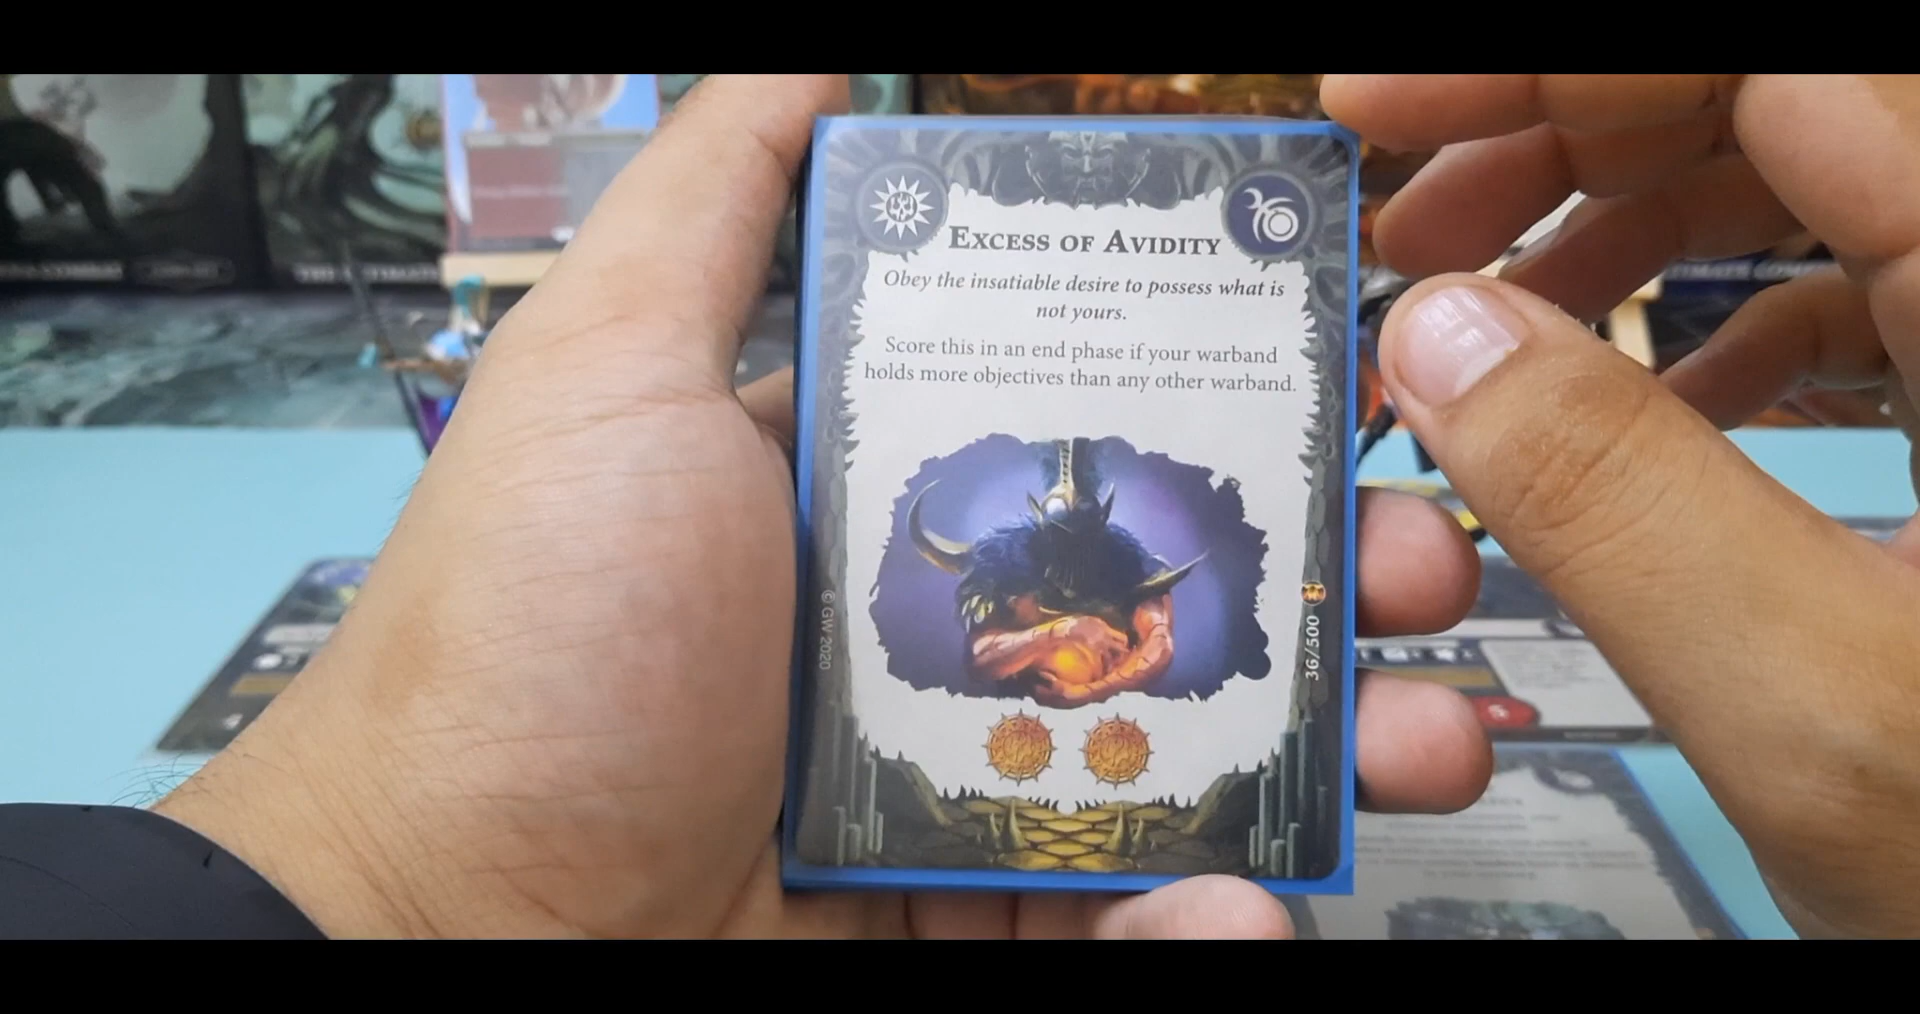 EXCESS OF AVIDITY
Obey the insatiable desire to possess what is
not yours.
Score this in an end phase if your warband
holds more objectives than any other warband.
© GW 2020
36/500